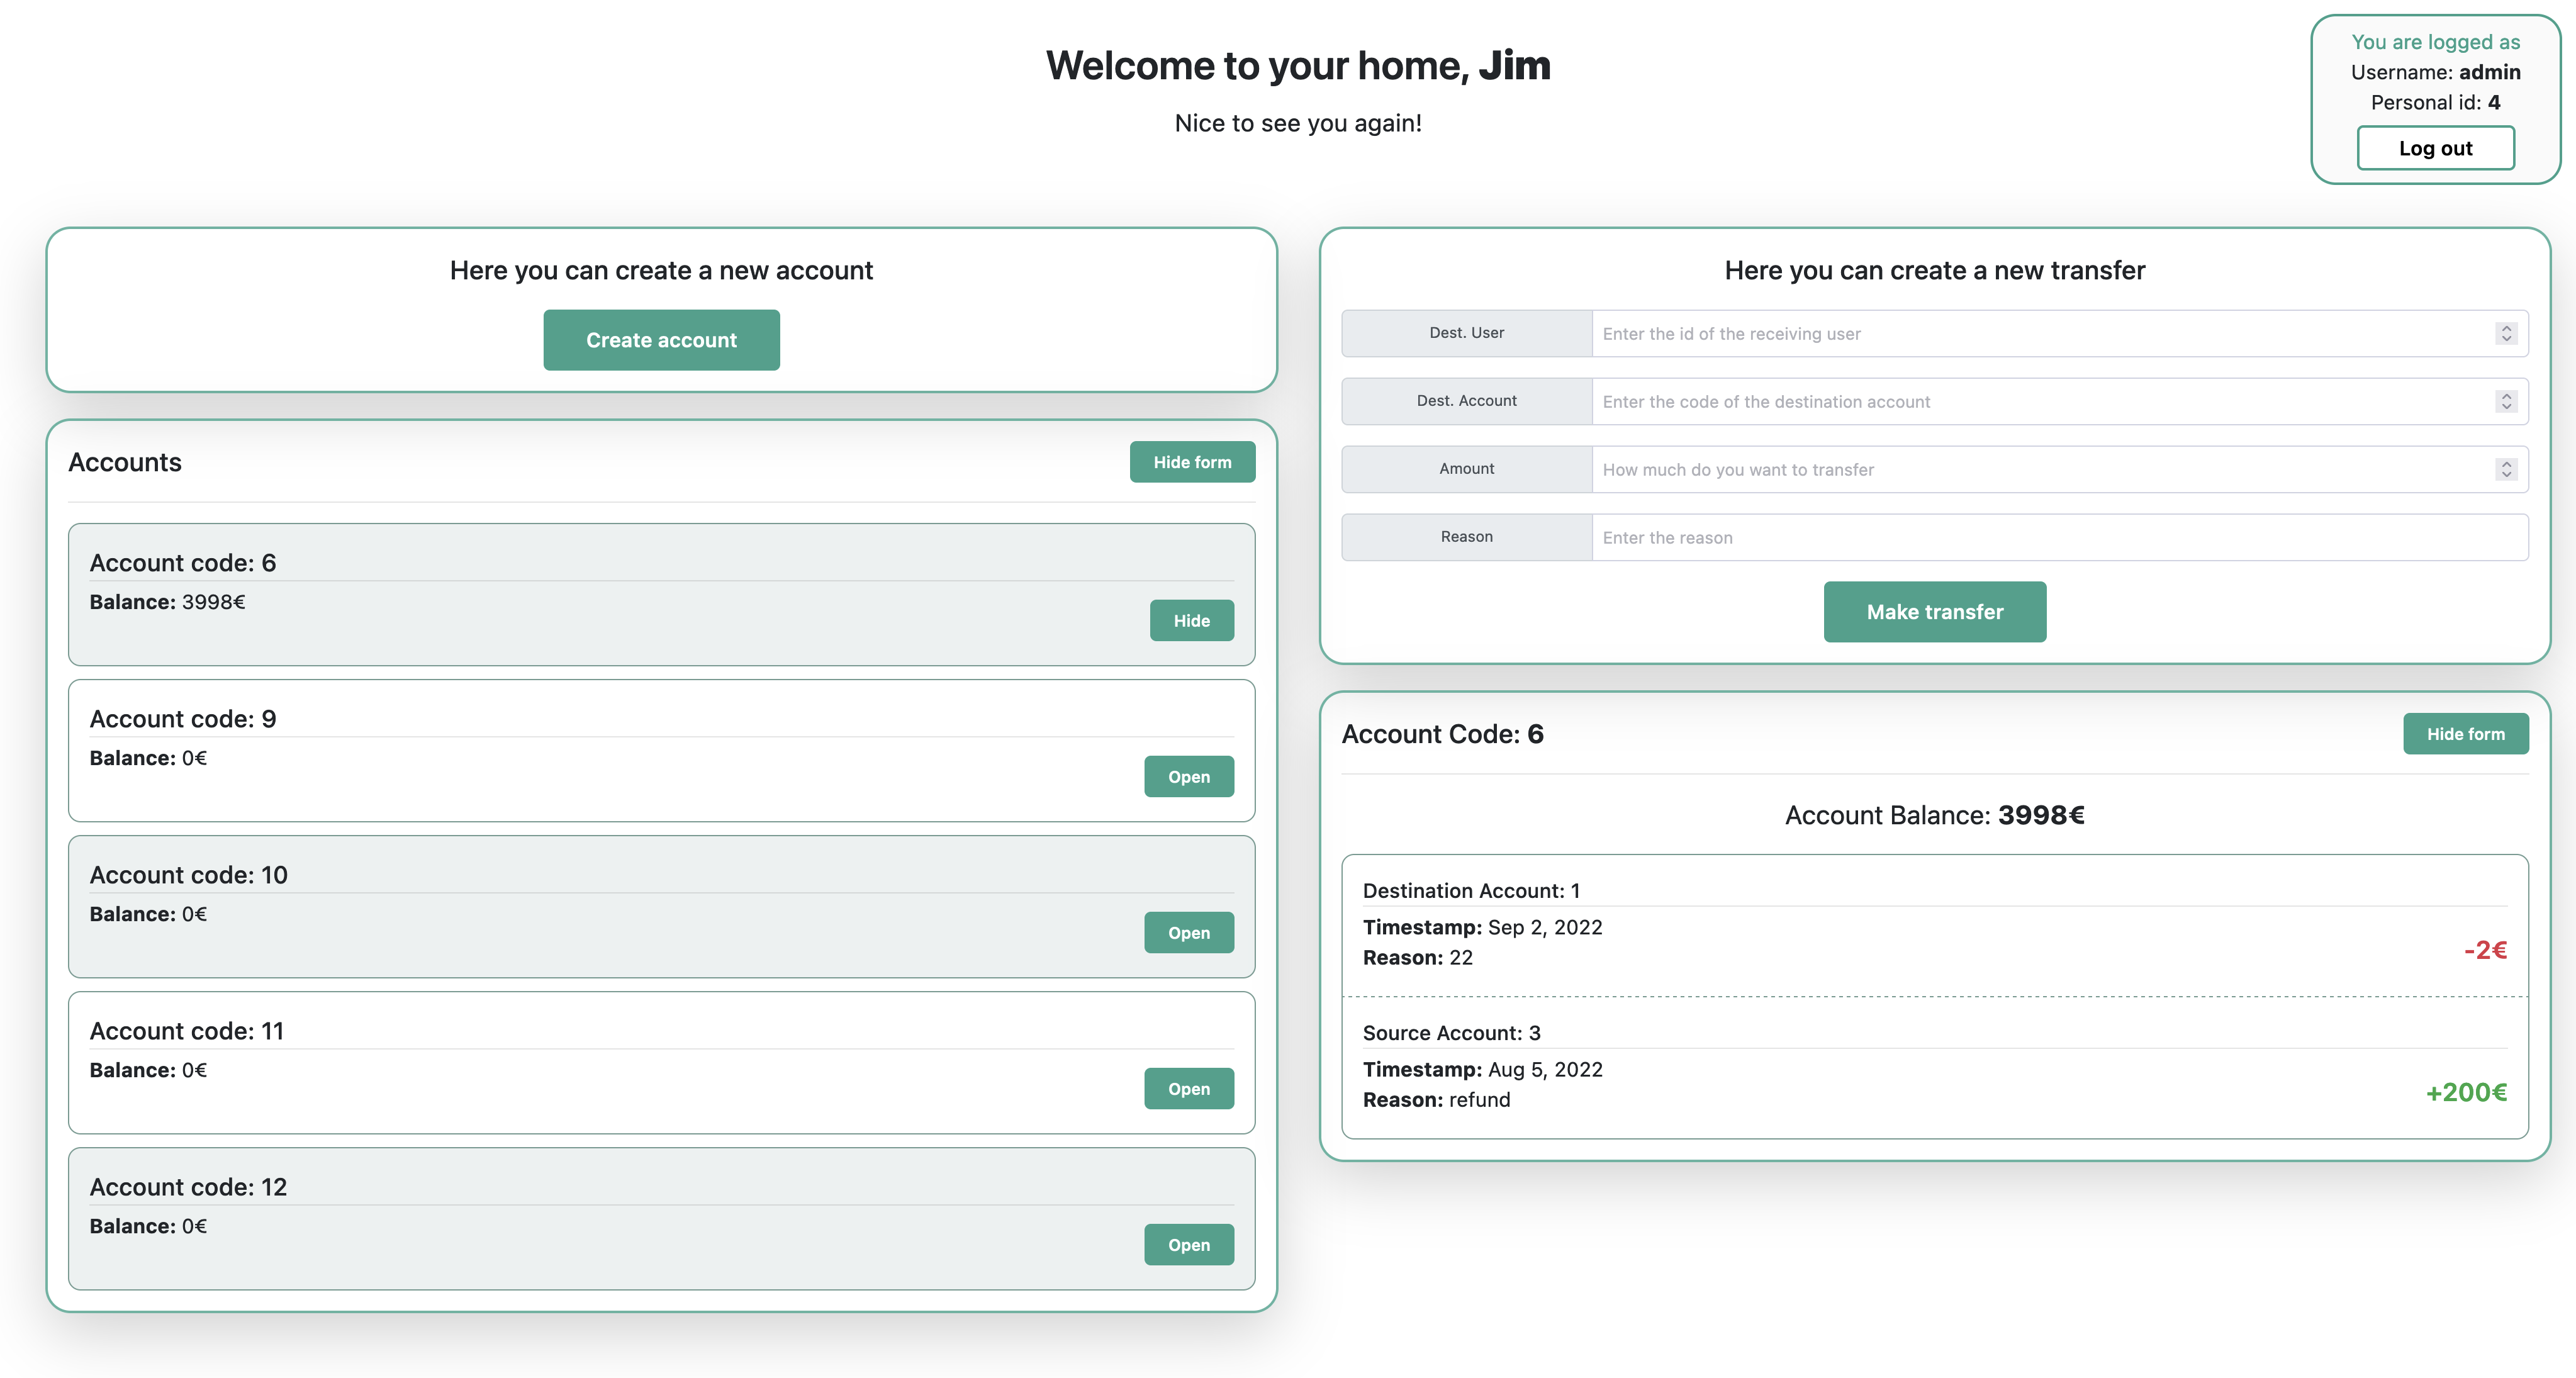 Welcome to your home, Jim
Nice to see you again!
You are logged as
Username: admin
Personal id: 4
Log out
Here you can create a new account
Create account
Accounts
Hide form
Account code: 6
Balance: 3998€
Hide
Account code: 9
Balance: 0€
Open
Account code: 10
Balance: 0€
Open
Account code: 11
Balance: 0€
Open
Account code: 12
Balance: 0€
Open
Here you can create a new transfer
Dest. User
Enter the id of the receiving user
Dest. Account
Enter the code of the destination account
Amount
How much do you want to transfer
Reason
Enter the reason
Make transfer
Account Code: 6
Hide form
Account Balance: 3998€
Destination Account: 1
Timestamp: Sep 2, 2022
Reason: 22
-2€
Source Account: 3
Timestamp: Aug 5, 2022
Reason: refund
+200€